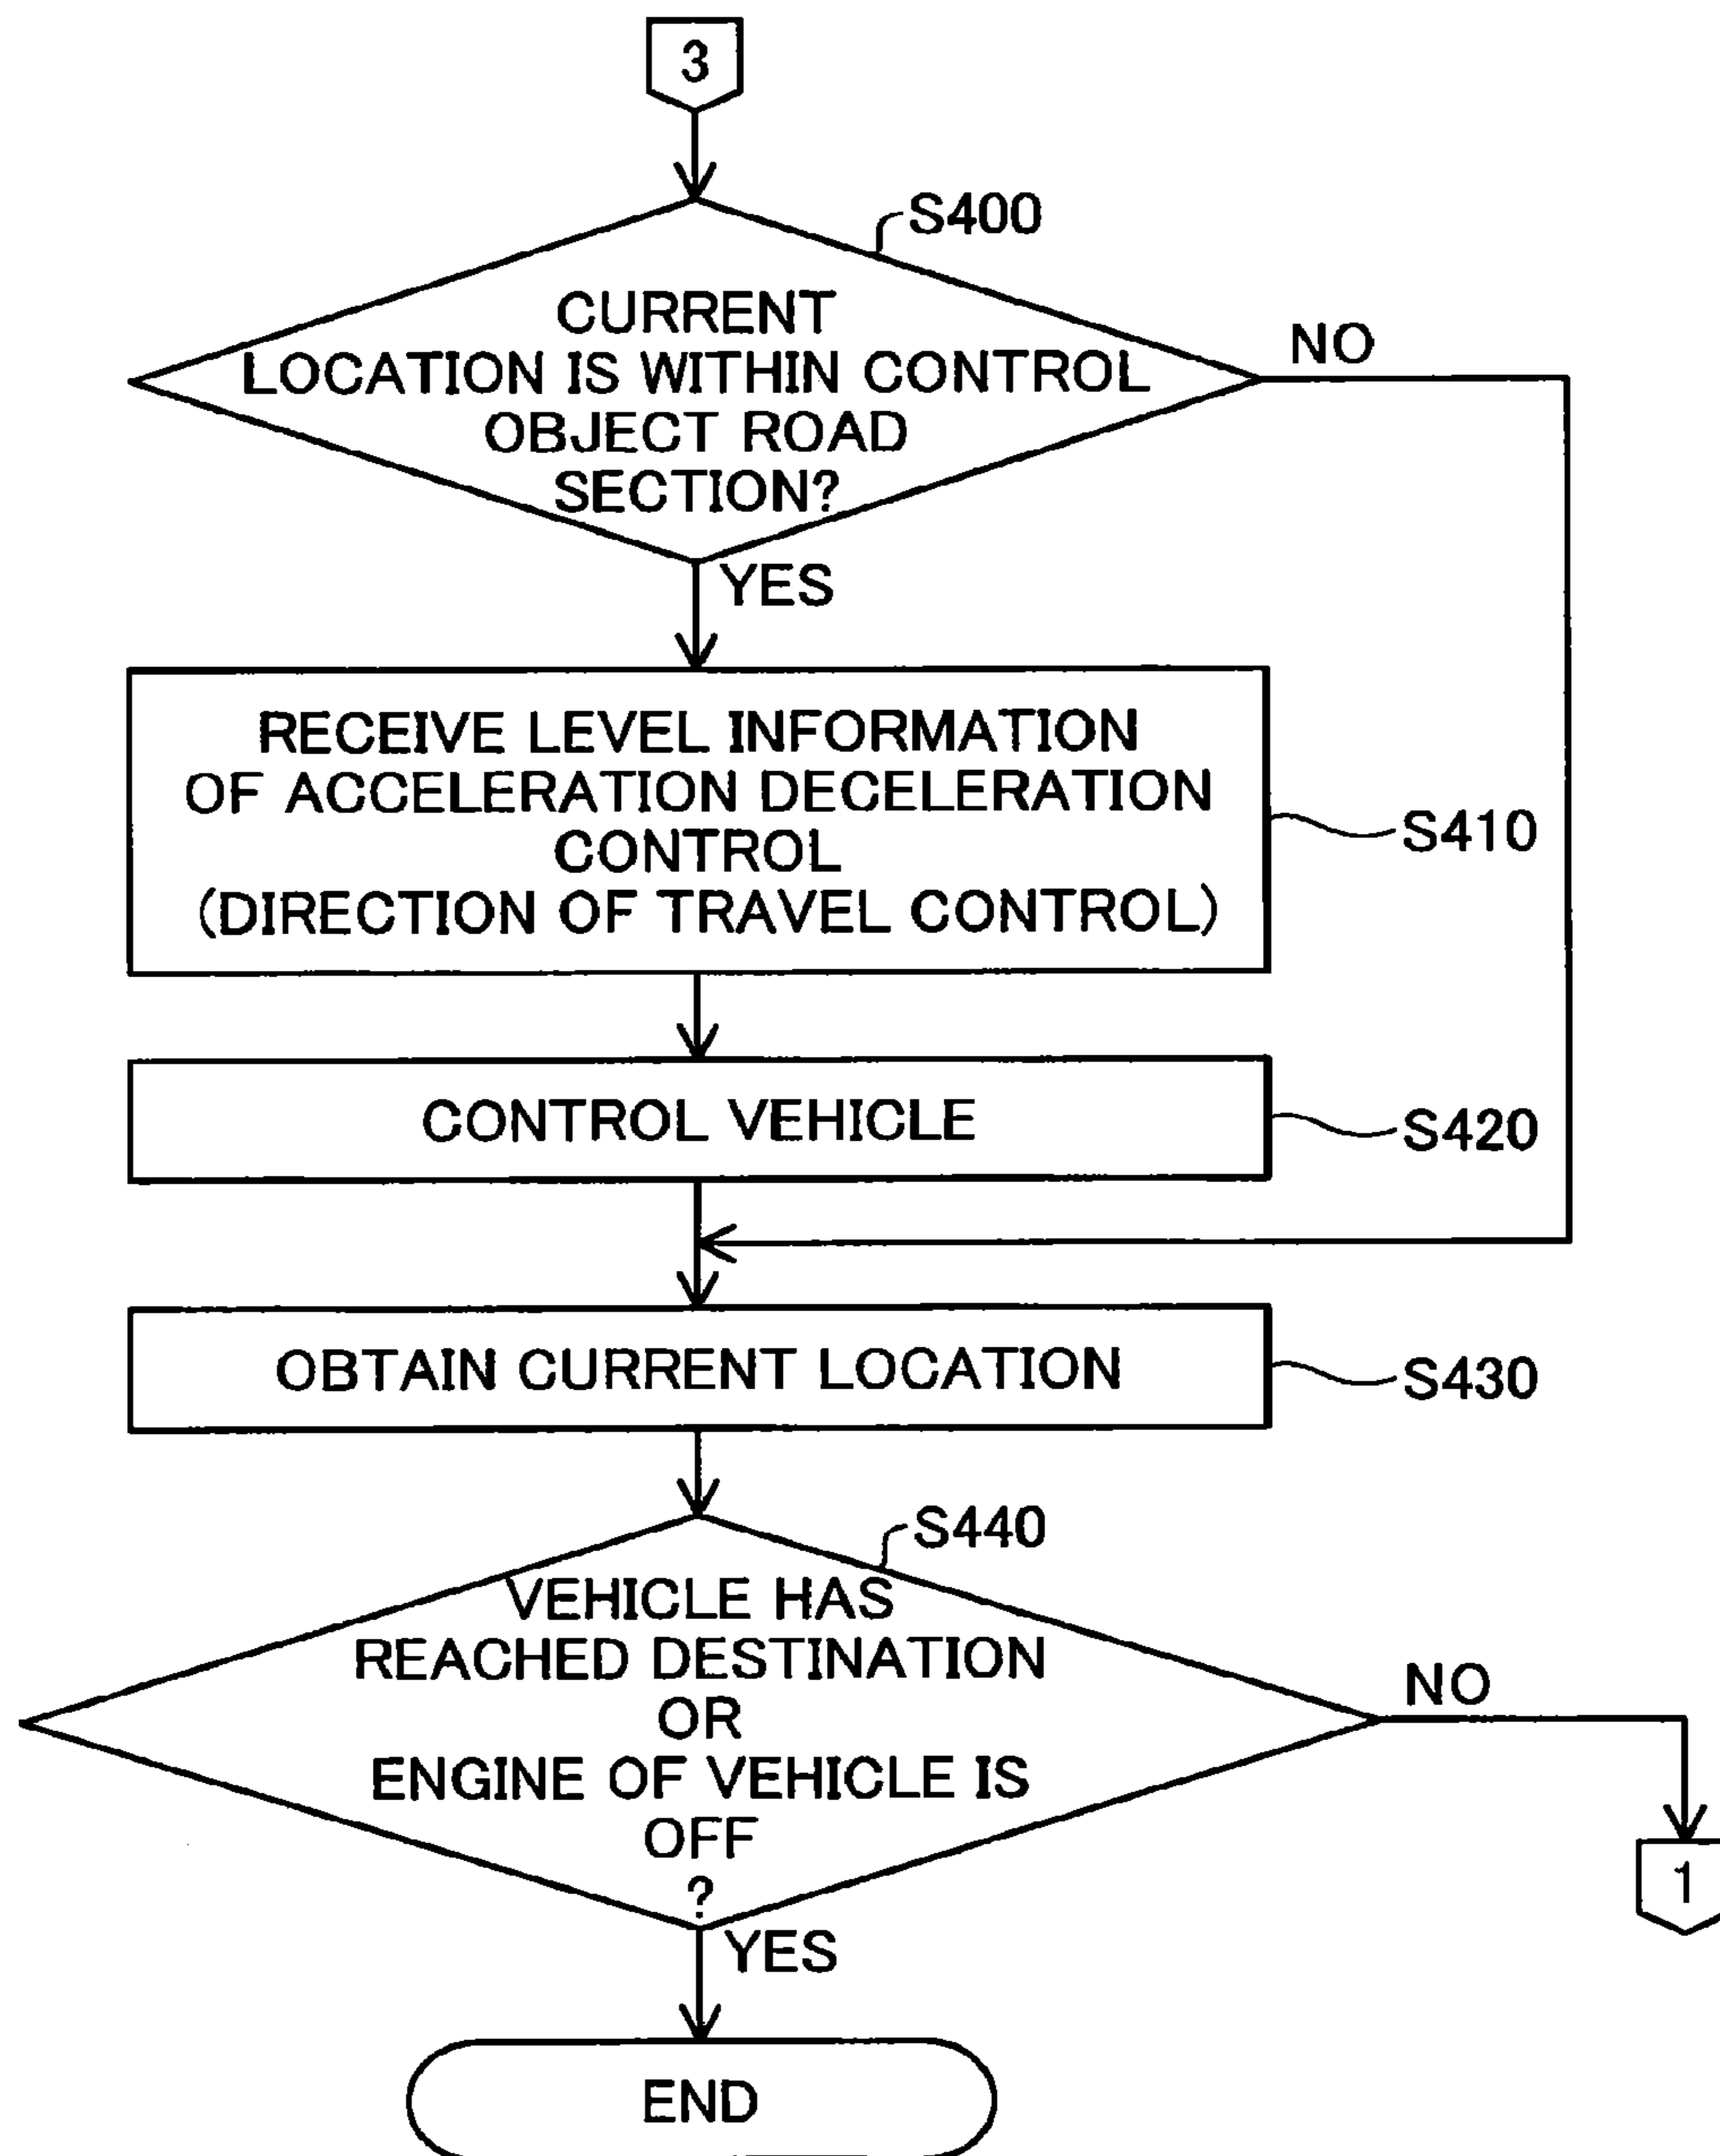 3
S400
CURRENT
LOCATION IS WITHIN CONTROL
OBJECT ROAD
SECTION?
NO
YES
RECEIVE LEVEL INFORMATION
OF ACCELERATION DECELERATION
CONTROL
(DIRECTION OF TRAVEL CONTROL)
S410
CONTROL VEHICLE
S420
OBTAIN CURRENT LOCATION
S430
S440
VEHICLE HAS
REACHED DESTINATION
OR
ENGINE OF VEHICLE IS
OFF
?
NO
1
YES
END